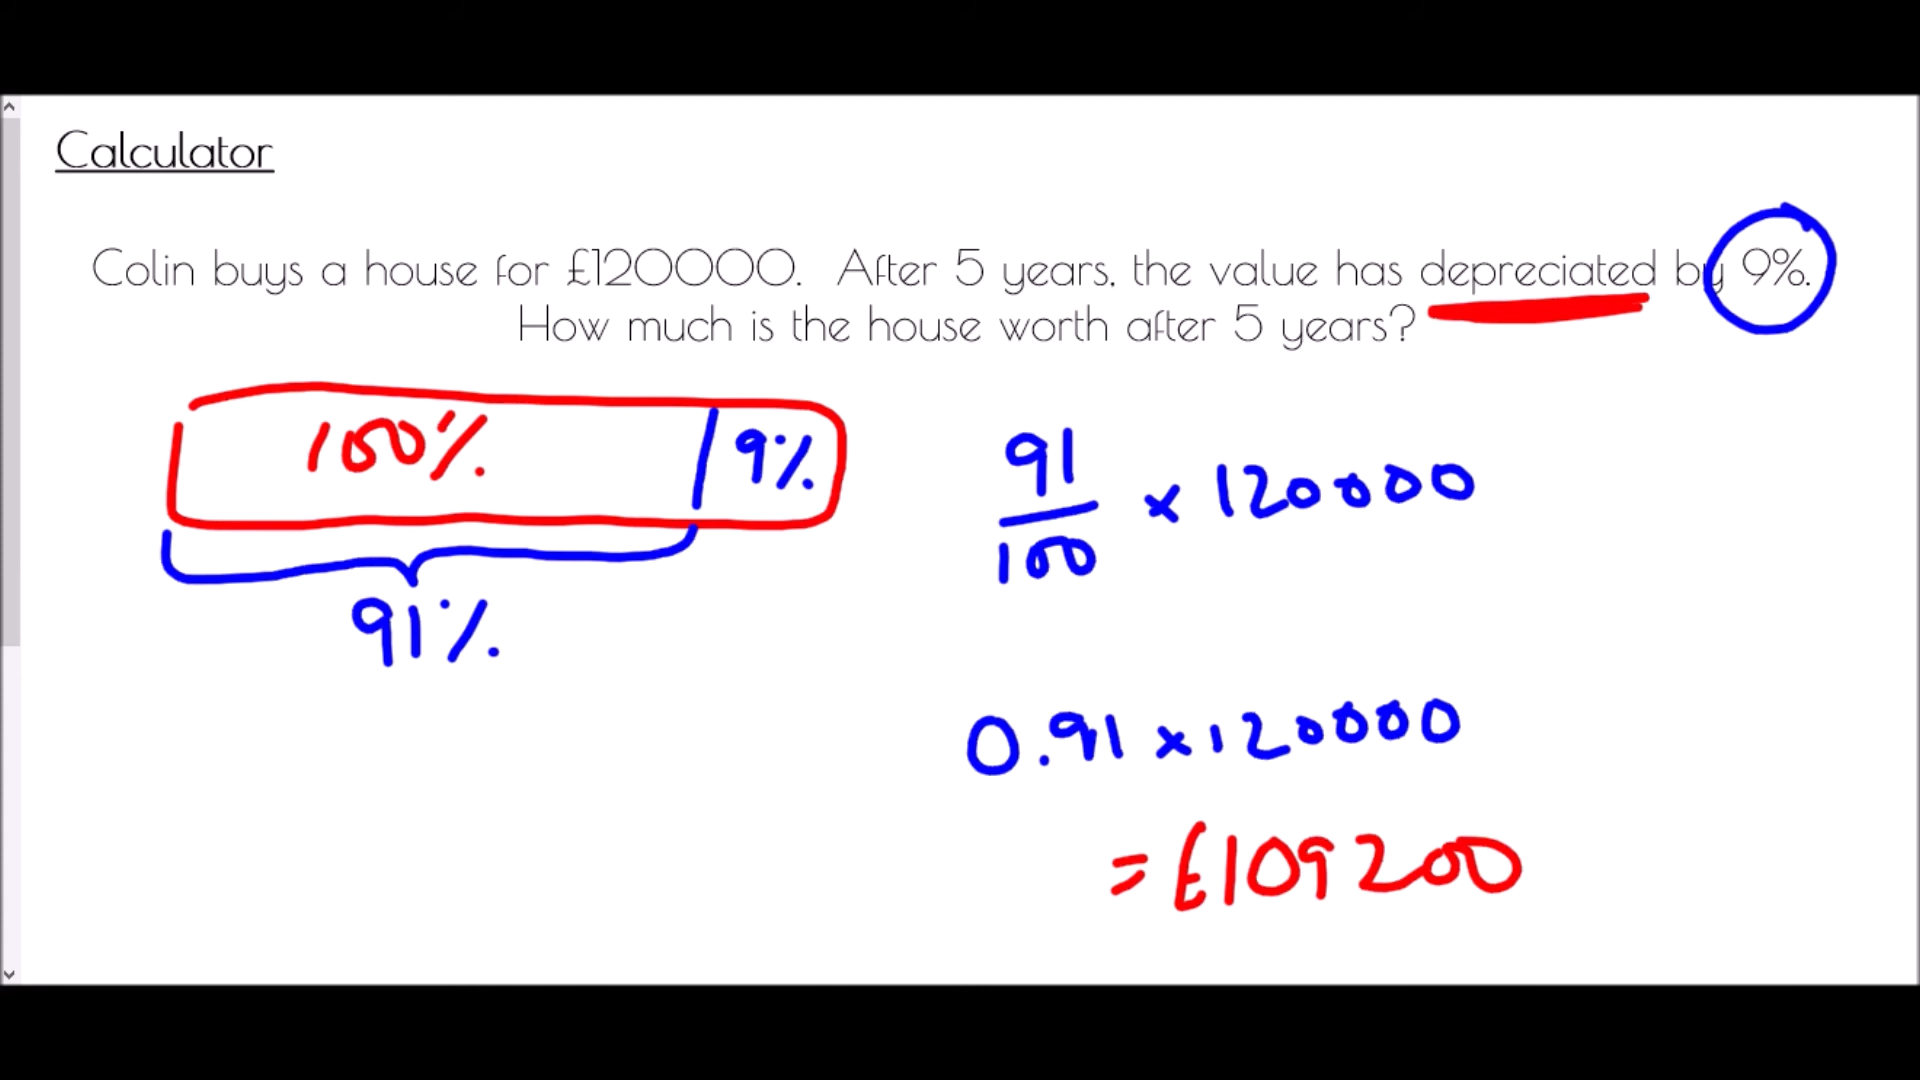 Calculator
Colin buys a house for £120000. After 5 years, the value has depreciated by 9%.
How much is the house worth after 5 years?
100% 9%
91%
91
100
× 120000
0.91 × 120000
= £109200